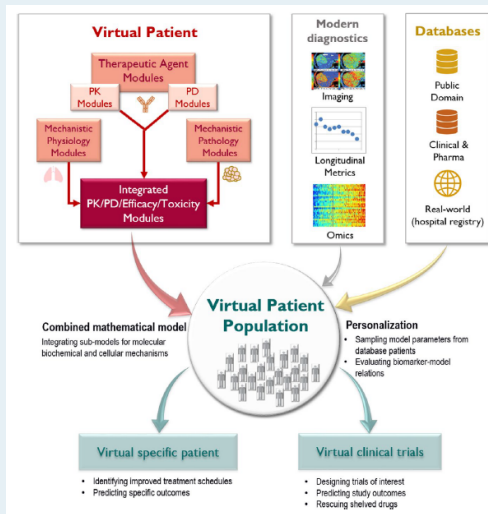 Virtual Patient
Therapeutic Agent
Modules
PK
Modules
PD
Modules
Mechanistic
Physiology
Modules
Mechanistic
Pathology
Modules
Integrated
PK/PD/Efficacy/Toxicity
Modules
Modern
diagnostics
Imaging
Longitudinal
Metrics
Omics
Databases
Public
Domain
Clinical &
Pharma
Real-world
(hospital registry)
Combined mathematical model
Integrating sub-models for molecular
biochemical and cellular mechanisms
Virtual Patient
Population
Personalization
• Sampling model parameters from
database patients
• Evaluating biomarker-model
relations
Virtual specific patient
• Identifying improved treatment schedules
• Predicting specific outcomes
Virtual clinical trials
• Designing trials of interest
• Predicting study outcomes
• Rescuing shelved drugs